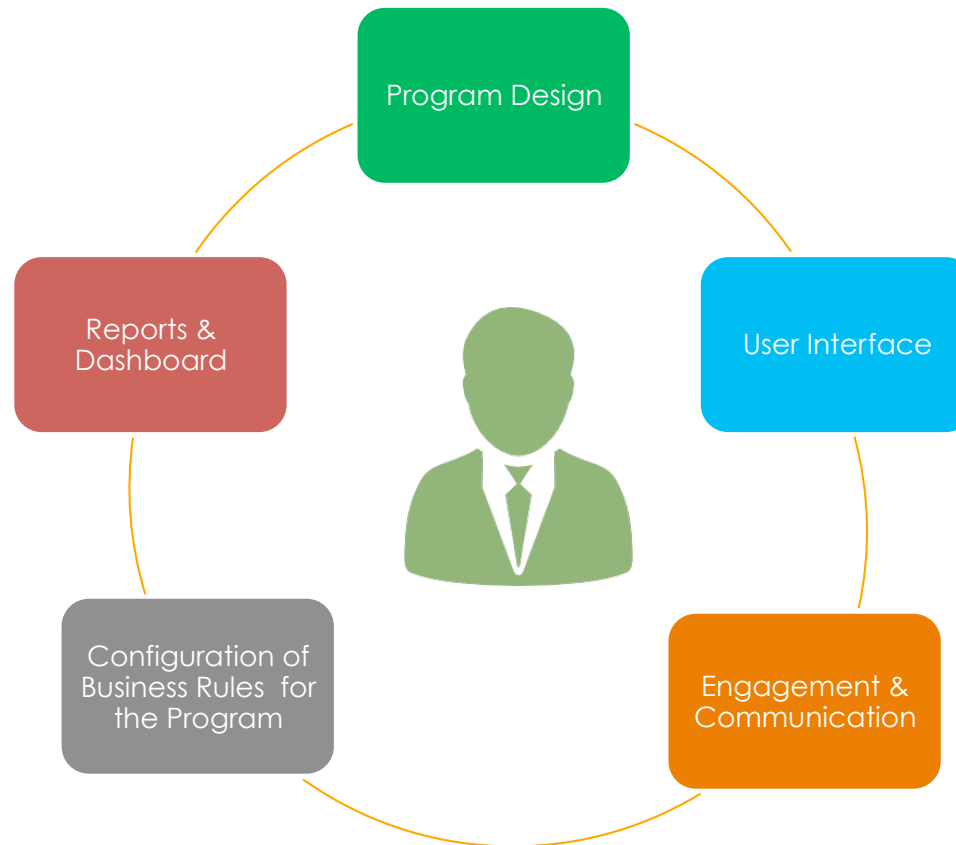 Program Design
User Interface
Engagement &
Communication
Configuration of
Business Rules  for
the Program
Reports &
Dashboard